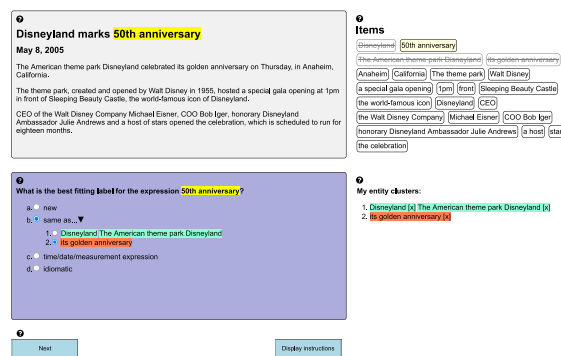 Disneyland marks 50th anniversary
May 8, 2005
The American theme park Disneyland celebrated its golden anniversary on Thursday, in Anaheim,
California.
The theme park, created and opened by Walt Disney in 1955, hosted a special gala opening at 1pm
in front of Sleeping Beauty Castle, the world-famous icon of Disneyland.
CEO of the Walt Disney Company Michael Eisner, COO Bob Iger, honorary Disneyland
Ambassador Julie Andrews and a host of stars opened the celebration, which is scheduled to run for
eighteen months.
Items
Disneyland 50th anniversary
The American theme park Disneyland its golden anniversary
Anaheim California The theme park Walt Disney
a special gala opening 1pm front Sleeping Beauty Castle
the world-famous icon Disneyland CEO
the Walt Disney Company Michael Eisner COO Bob Iger
honorary Disneyland Ambassador Julie Andrews a host star
the celebration
What is the best fitting label for the expression 50th anniversary?
a. new
b. same as...▼
1. Disneyland The American theme park Disneyland
2. its golden anniversary
c. time/date/measurement expression
d. idiomatic
My entity clusters:
1. Disneyland [x] The American theme park Disneyland [x]
2. its golden anniversary [x]
Next
Display instructions